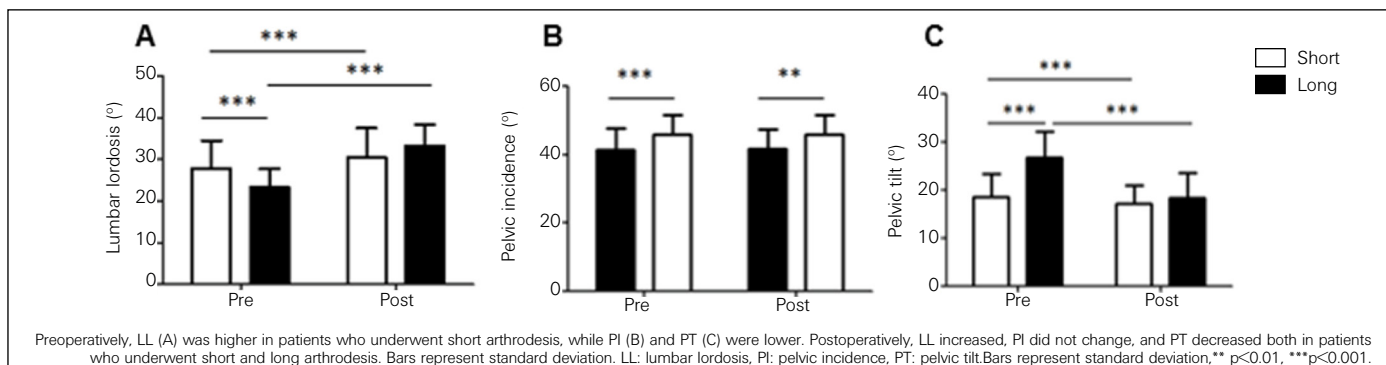 A
***
***
***
Lumbar lordosis (º)
50
40
30
20
10
0
Pre
Post
B
***
**
Pelvic incidence (º)
60
40
20
0
Pre
Post
C
***
***
***
Pelvic tilt (º)
40
30
20
10
0
Pre
Post
Short
Long
Preoperatively, LL (A) was higher in patients who underwent short arthrodesis, while PI (B) and PT (C) were lower. Postoperatively, LL increased, PI did not change, and PT decreased both in patients
who underwent short and long arthrodesis. Bars represent standard deviation. LL: lumbar lordosis, PI: pelvic incidence, PT: pelvic tilt.Bars represent standard deviation,** p<0.01, ***p<0.001.